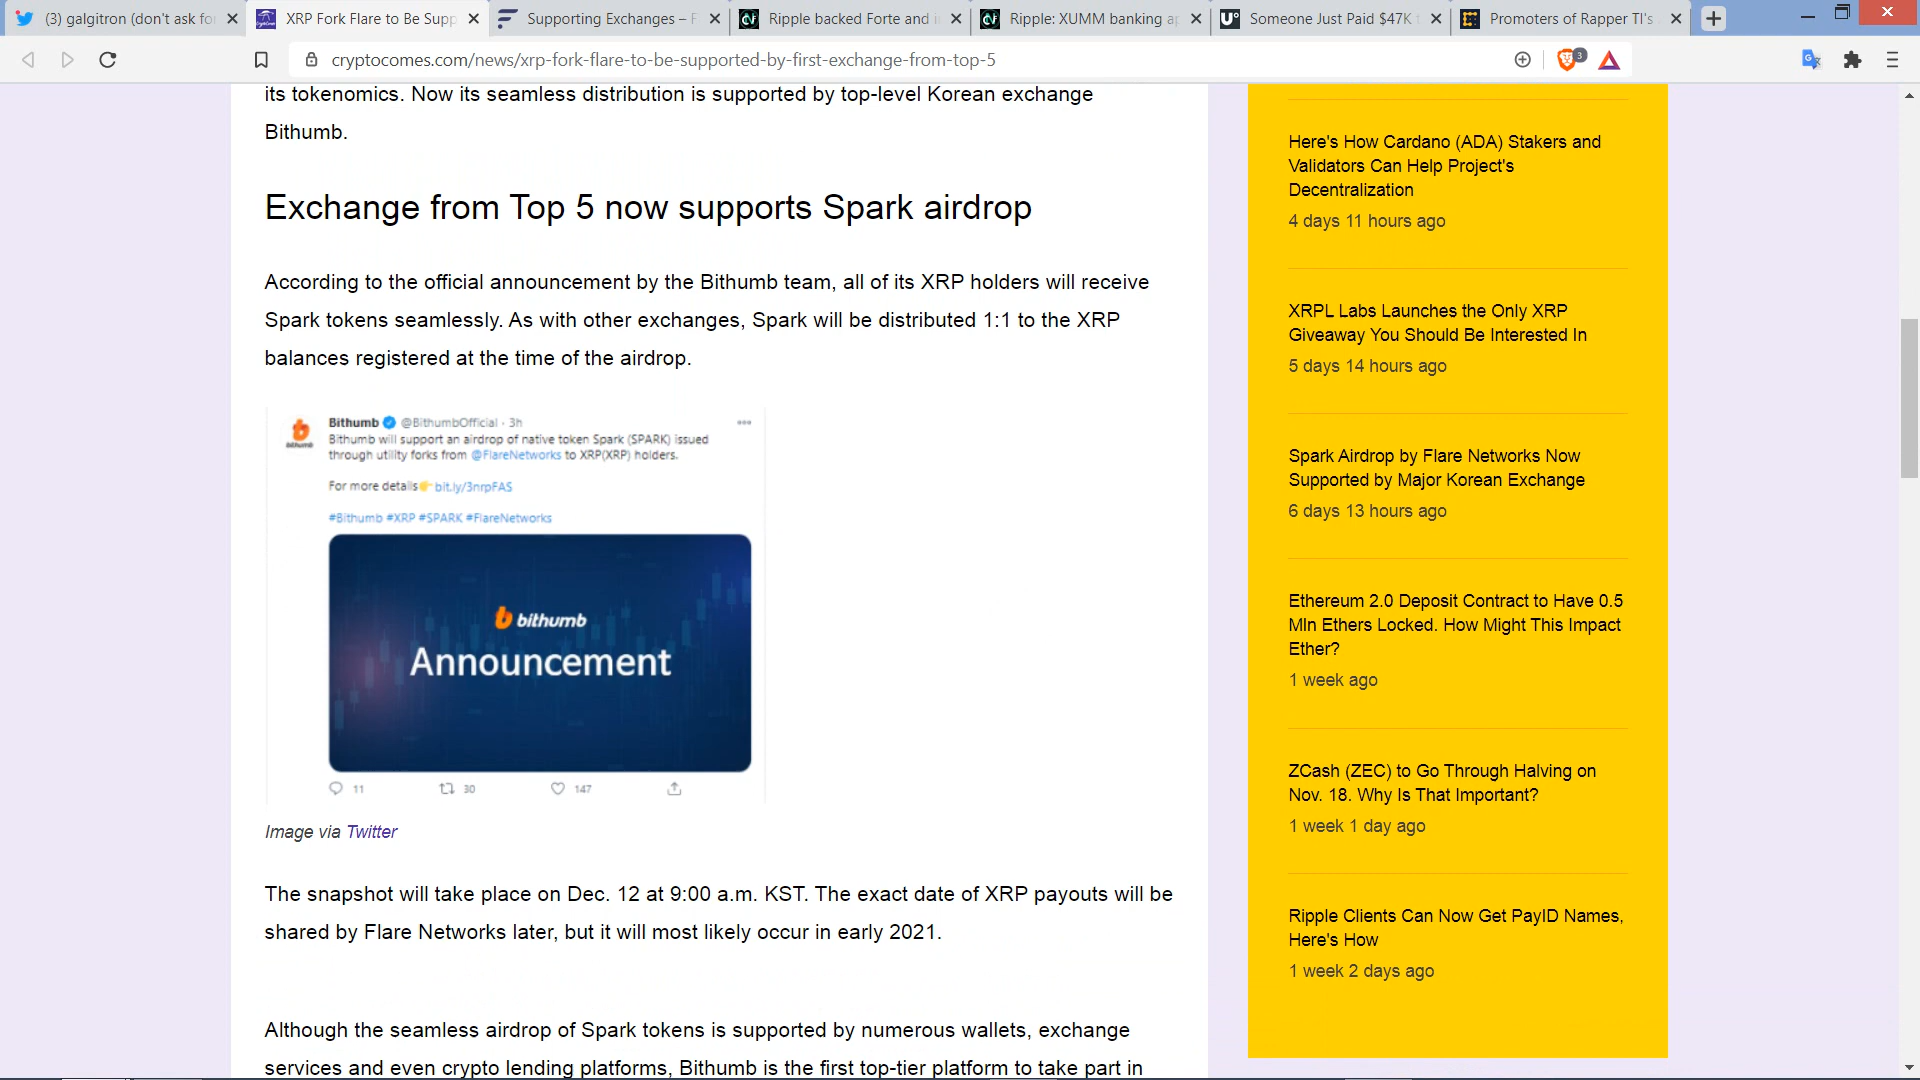 (3) galgitron (don't ask fo
XRP Fork Flare to Be Supp
Supporting Exchanges – F
Ripple backed Forte and i
Ripple: XUMM banking ap
Someone Just Paid $47K t
Promoters of Rapper TI's
cryptocomes.com/news/xrp-fork-flare-to-be-supported-by-first-exchange-from-top-5
3
its tokenomics. Now its seamless distribution is supported by top-level Korean exchange
Bithumb.
Exchange from Top 5 now supports Spark airdrop
According to the official announcement by the Bithumb team, all of its XRP holders will receive
Spark tokens seamlessly. As with other exchanges, Spark will be distributed 1:1 to the XRP
balances registered at the time of the airdrop.
bithumb
Bithumb @BithumbOfficial · 3h
Bithumb will support an airdrop of native token Spark (SPARK) issued
through utility forks from @FlareNetworks to XRP(XRP) holders.
For more details👉 bit.ly/3nrpFAS
#Bithumb #XRP #SPARK #FlareNetworks
bithumb
Announcement
11
30
147
Image via Twitter
The snapshot will take place on Dec. 12 at 9:00 a.m. KST. The exact date of XRP payouts will be
shared by Flare Networks later, but it will most likely occur in early 2021.
Although the seamless airdrop of Spark tokens is supported by numerous wallets, exchange
services and even crypto lending platforms, Bithumb is the first top-tier platform to take part in
Here's How Cardano (ADA) Stakers and
Validators Can Help Project's
Decentralization
4 days 11 hours ago
XRPL Labs Launches the Only XRP
Giveaway You Should Be Interested In
5 days 14 hours ago
Spark Airdrop by Flare Networks Now
Supported by Major Korean Exchange
6 days 13 hours ago
Ethereum 2.0 Deposit Contract to Have 0.5
Mln Ethers Locked. How Might This Impact
Ether?
1 week ago
ZCash (ZEC) to Go Through Halving on
Nov. 18. Why Is That Important?
1 week 1 day ago
Ripple Clients Can Now Get PayID Names,
Here's How
1 week 2 days ago